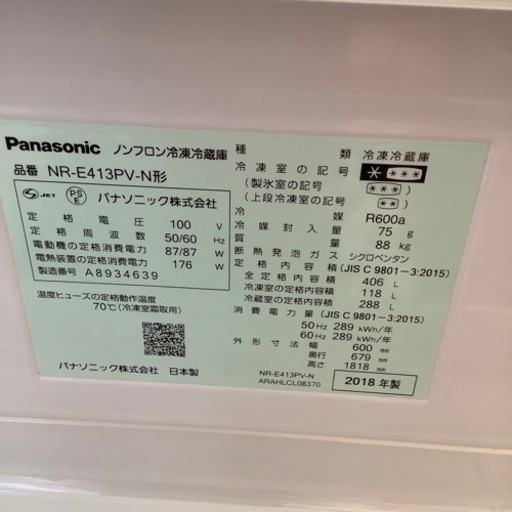 Panasonic ノンフロン冷凍冷蔵庫
品番 NR-E413PV-N形
JET PSE パナソニック株式会社
定格電圧 100 V
定格周波数 50/60 Hz
電動機の定格消費電力 87/87 W
電熱装置の定格消費電力 176 W
製造番号 A8934639
温度ヒューズの定格動作温度
70℃(冷凍室霜取用)
パナソニック株式会社 日本製
種類 冷凍冷蔵庫
冷凍室の記号 ****
(製氷室の記号) (***)
(上段冷凍室の記号) (***)
冷媒 R600a
冷媒封入量 75 g
質量 88 kg
断熱発泡ガス シクロペンタン
定格内容積 (JIS C 9801-3:2015)
全定格内容積 406 L
冷凍室の定格内容積 118 L
冷蔵室の定格内容積 288 L
消費電力量 (JIS C 9801-3:2015)
50 Hz 289 kWh/年
60 Hz 289 kWh/年
外形寸法 幅 600 mm
奥行 679 mm
高さ 1818 mm
NR-E413PV-N
ARAHLCL08370
2018 年製